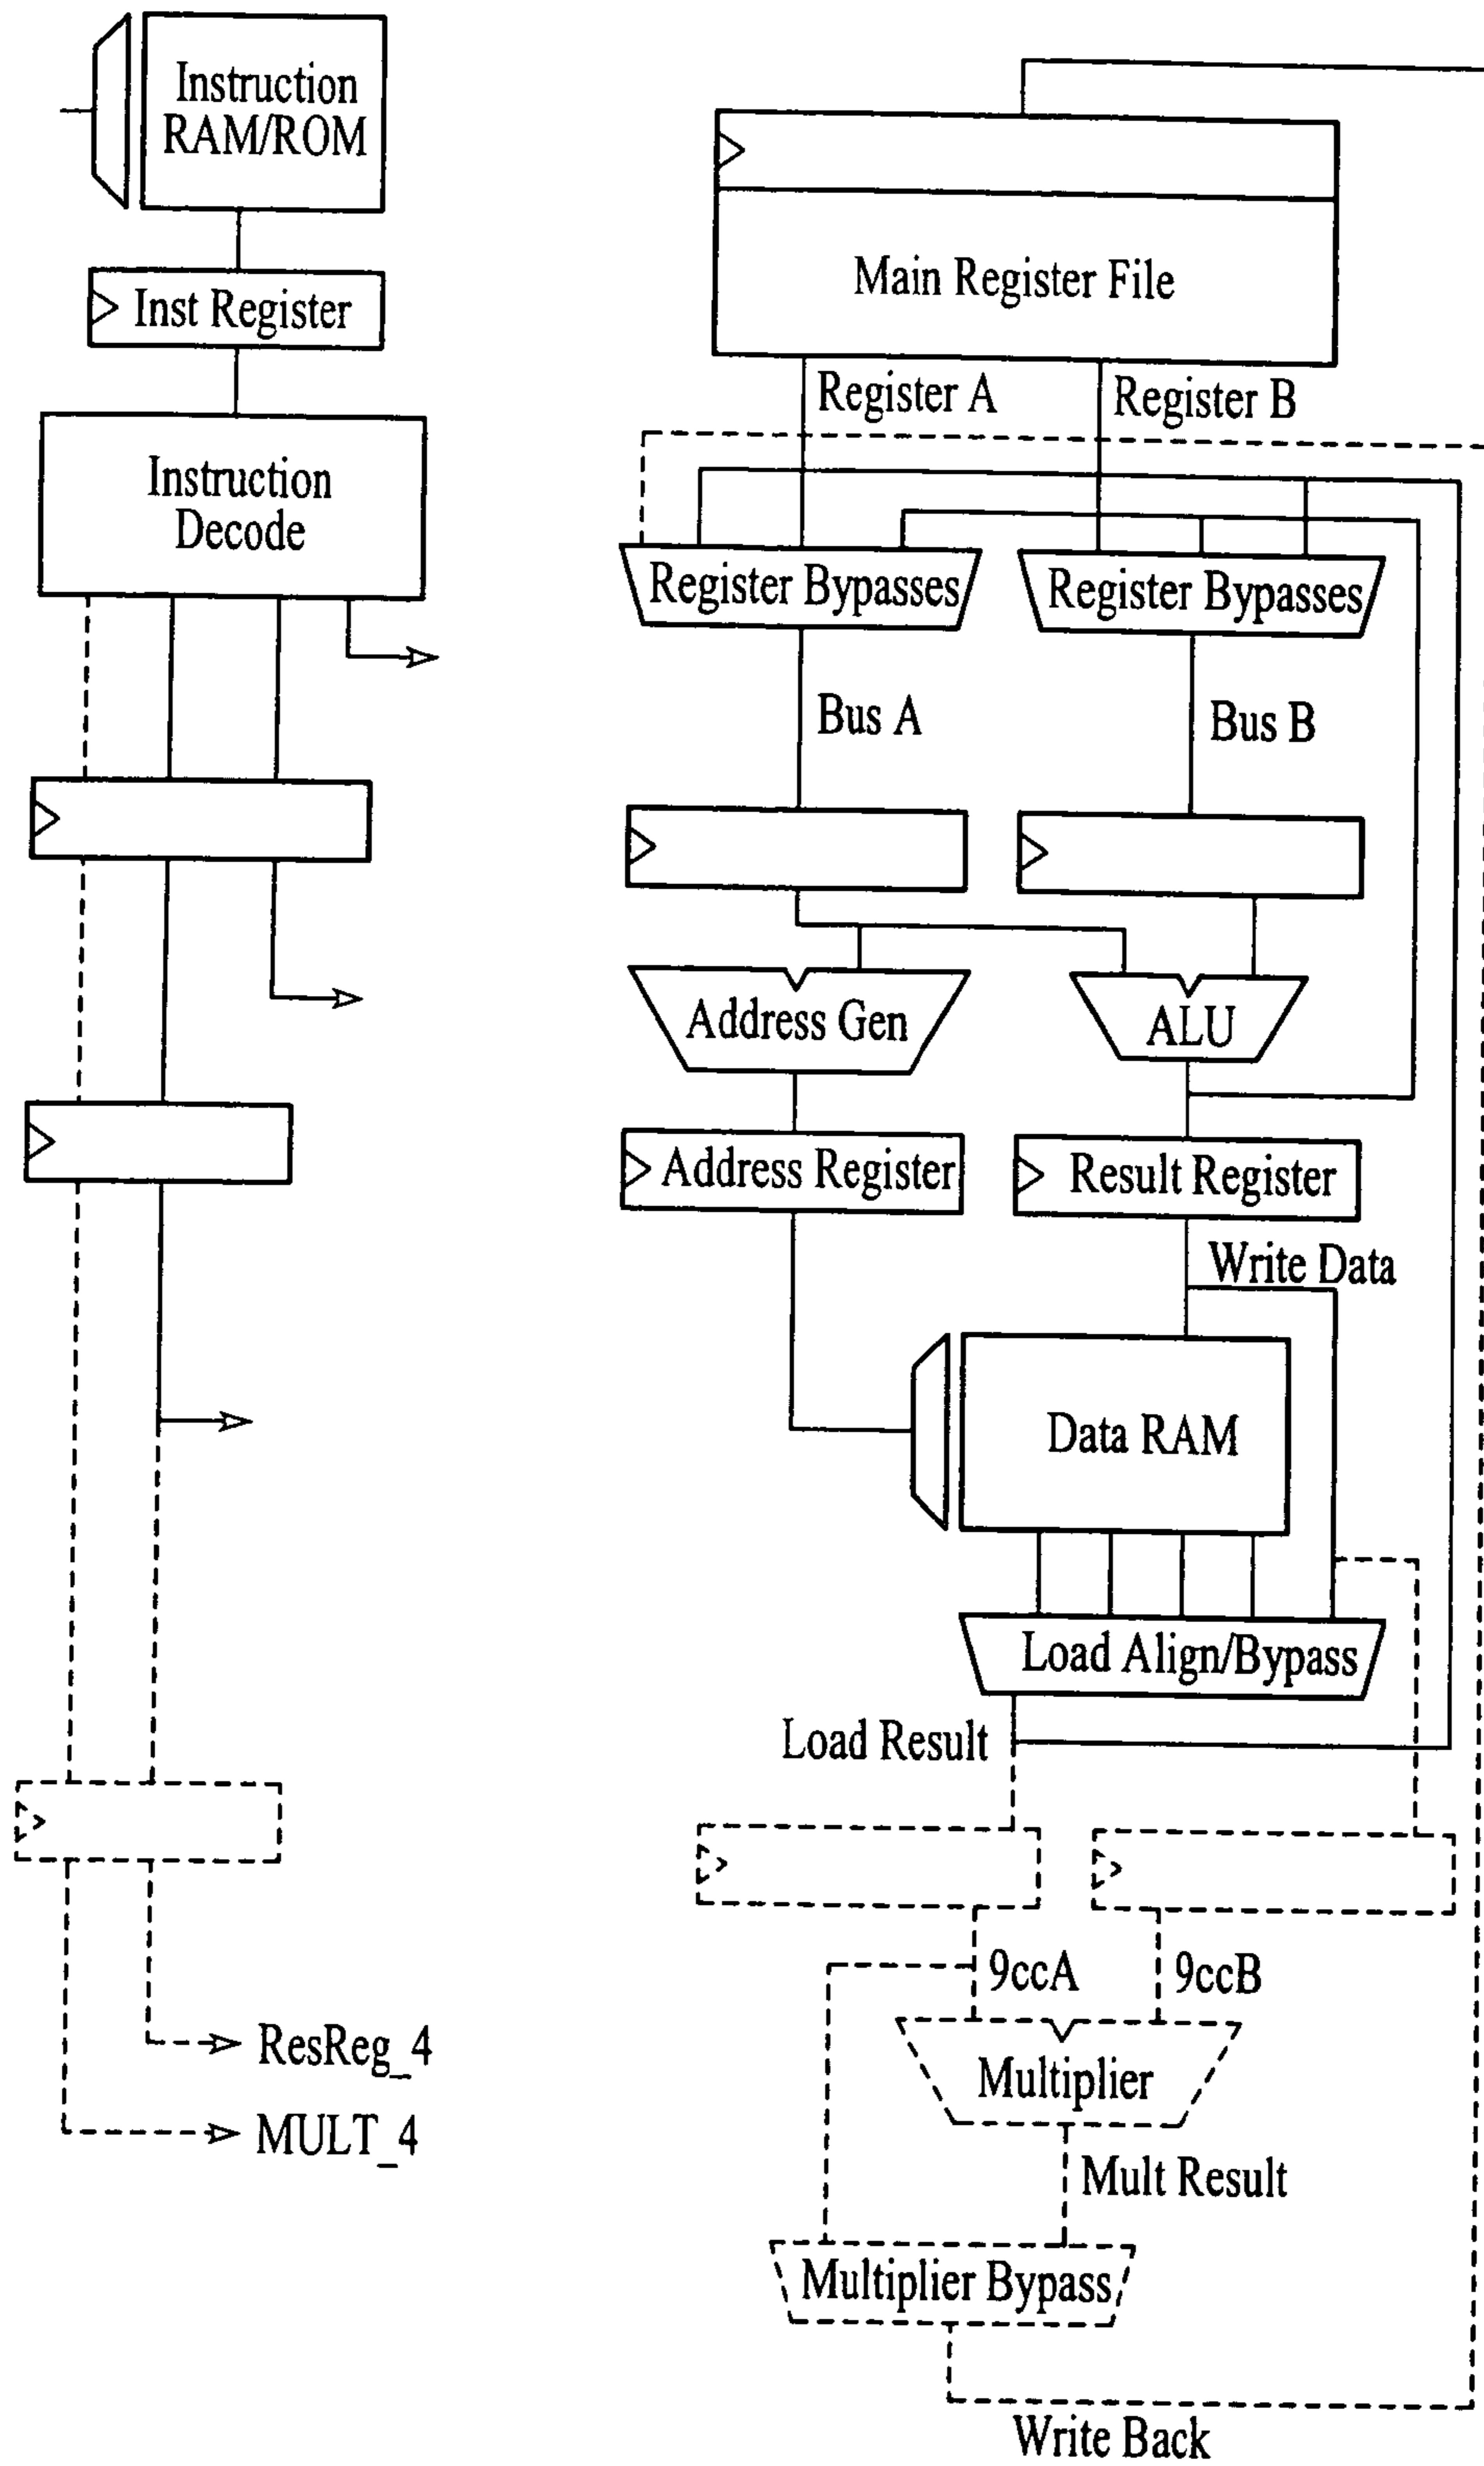 Instruction
RAM/ROM
Inst Register
Instruction
Decode
ResReg_4
MULT_4
Main Register File
Register A
Register B
Register Bypasses
Register Bypasses
Bus A
Bus B
Address Gen
ALU
Address Register
Result Register
Write Data
Data RAM
Load Align/Bypass
Load Result
9ccA
9ccB
Multiplier
Mult Result
Multiplier Bypass
Write Back